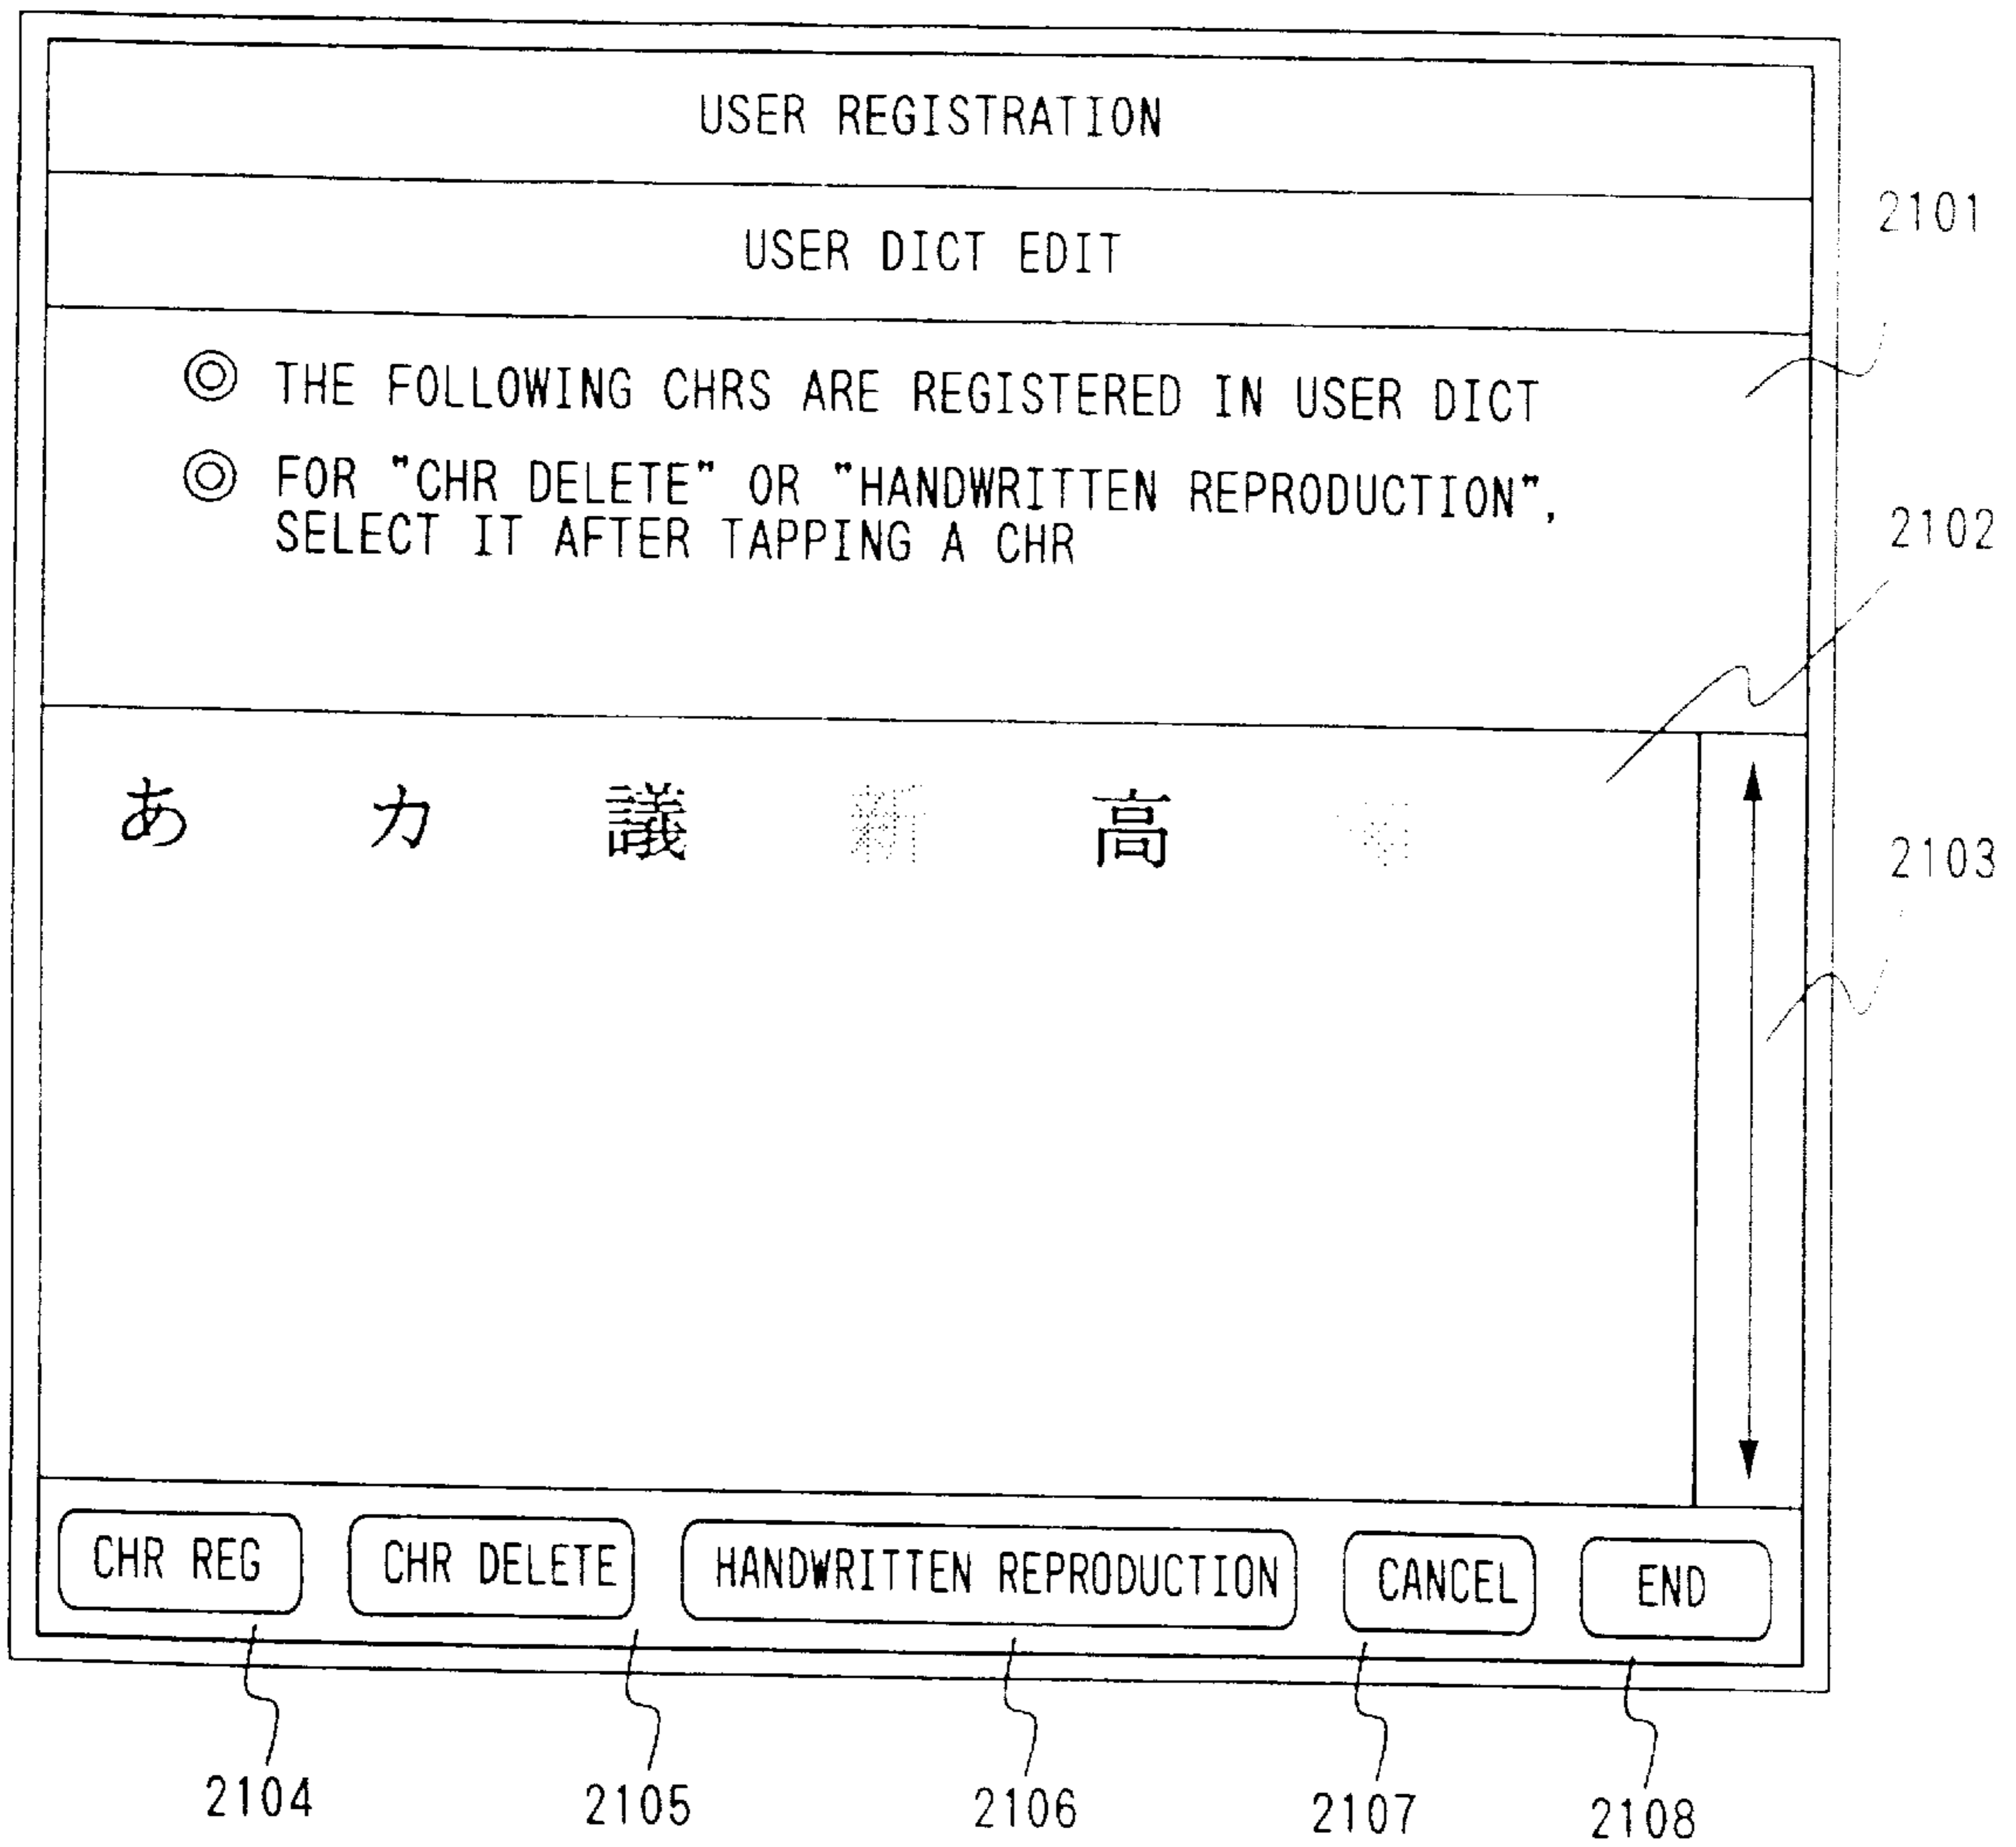 USER REGISTRATION
USER DICT EDIT
2101
◎ THE FOLLOWING CHRS ARE REGISTERED IN USER DICT
◎ FOR "CHR DELETE" OR "HANDWRITTEN REPRODUCTION",
SELECT IT AFTER TAPPING A CHR
2102
あ カ 議 新 高
2103
CHR REG CHR DELETE HANDWRITTEN REPRODUCTION CANCEL END
2104 2105 2106 2107 2108